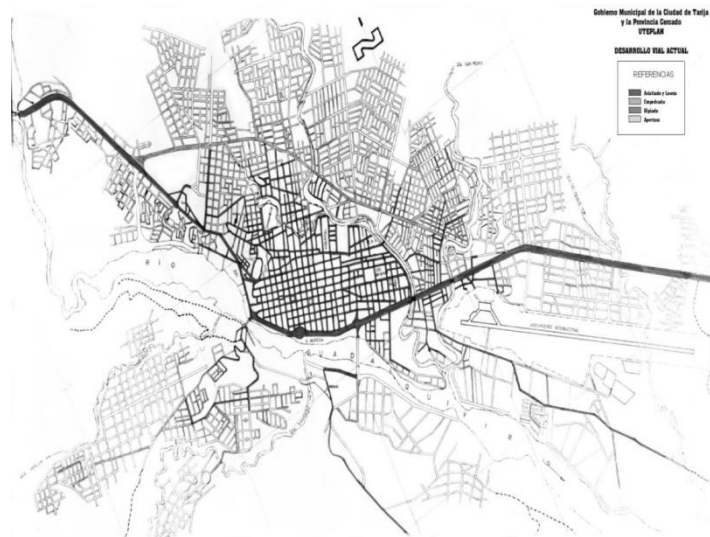 Gobierno Municipal de la Ciudad de Tarija
y la Provincia Cercado
UTEPLAN
DESARROLLO VIAL ACTUAL
REFERENCIAS
Asfaltado y Loseta
Empedrado
Ripiado
Apertura
RIO
GUADALQUIVIR
AEROPUERTO INTERNACIONAL